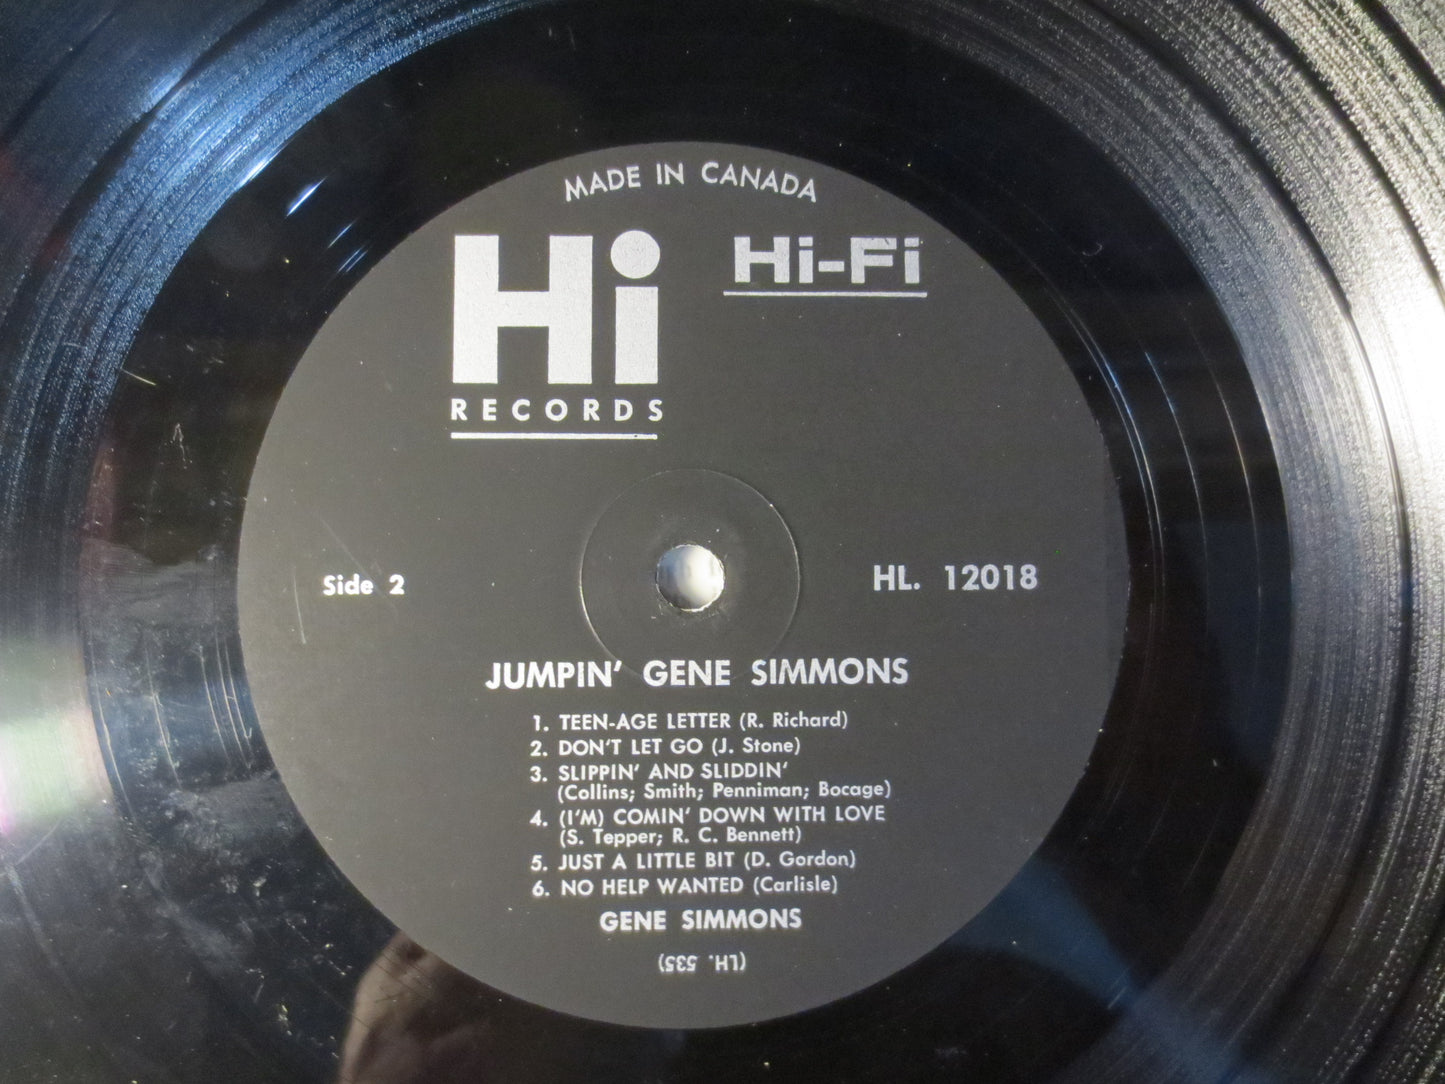 MADE IN CANADA
Hi
RECORDS
Hi-Fi
Side 2
HL. 12018
JUMPIN' GENE SIMMONS
1. TEEN-AGE LETTER (R. Richard)
2. DON'T LET GO (J. Stone)
3. SLIPPIN' AND SLIDDIN'
(Collins; Smith; Penniman; Bocage)
4. (I'M) COMIN' DOWN WITH LOVE
(S. Tepper; R. C. Bennett)
5. JUST A LITTLE BIT (D. Gordon)
6. NO HELP WANTED (Carlisle)
GENE SIMMONS
(LH. 535)